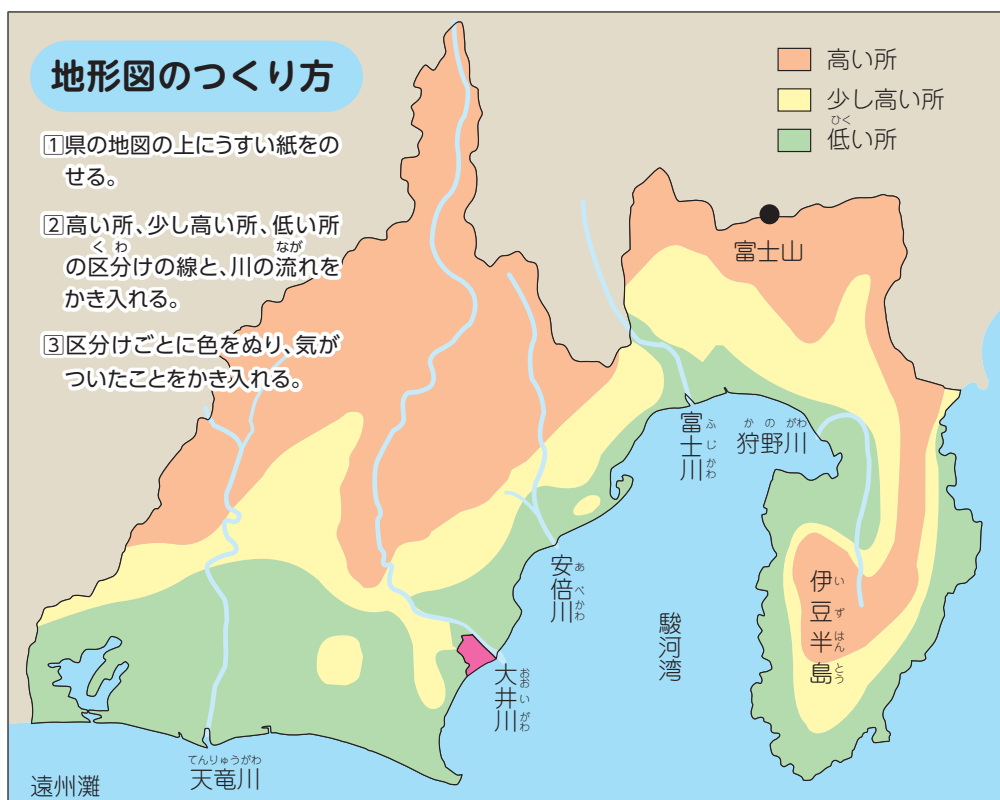 地形図のつくり方
1県の地図の上にうすい紙をの
せる。
2高い所、少し高い所、低い所
くわ
なが
の区分けの線と、川の流れを
かき入れる。
3区分けごとに色をぬり、気が
ついたことをかき入れる。
高い所
少し高い所
ひく
低い所
富士山
富士川
ふじかわ
かのがわ
狩野川
安倍川
あべかわ
伊豆半島
いずはんとう
駿河湾
大井川
おおいがわ
てんりゅうがわ
天竜川
遠州灘